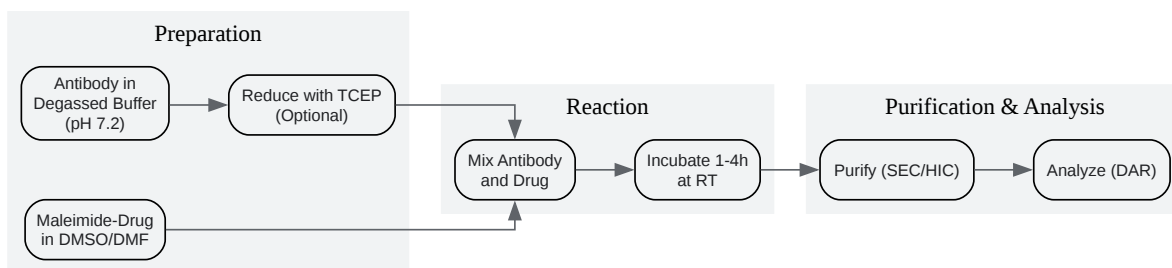 Preparation
Antibody in
Degassed Buffer
(pH 7.2)
Reduce with TCEP
(Optional)
Maleimide-Drug
in DMSO/DMF
Reaction
Mix Antibody
and Drug
Incubate 1-4h
at RT
Purification & Analysis
Purify (SEC/HIC)
Analyze (DAR)